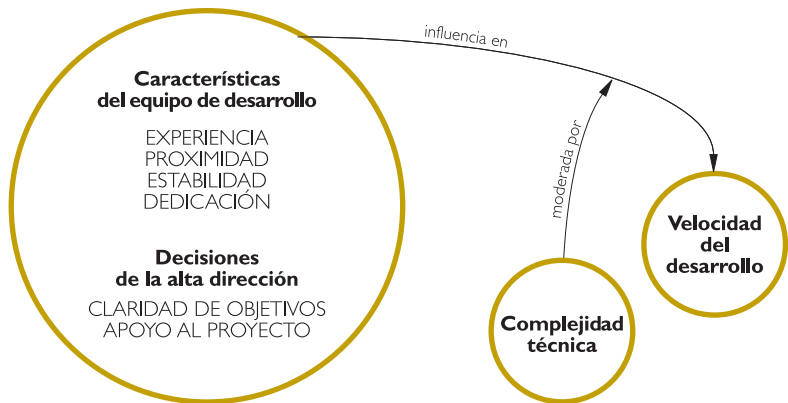 Características
del equipo de desarrollo
EXPERIENCIA
PROXIMIDAD
ESTABILIDAD
DEDICACIÓN
Decisiones
de la alta dirección
CLARIDAD DE OBJETIVOS
APOYO AL PROYECTO
influencia en
moderada por
Complejidad
técnica
Velocidad
del
desarrollo